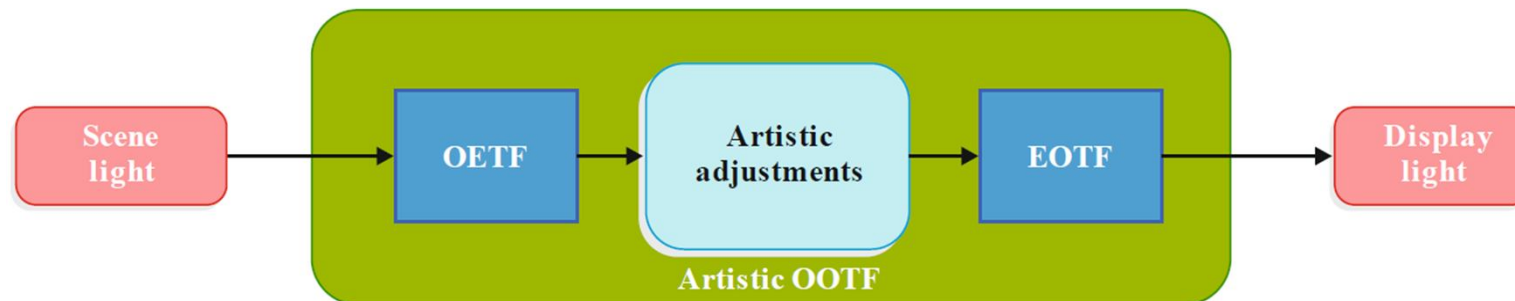 Scene
light
OETF
Artistic
adjustments
EOTF
Display
light
Artistic OOTF